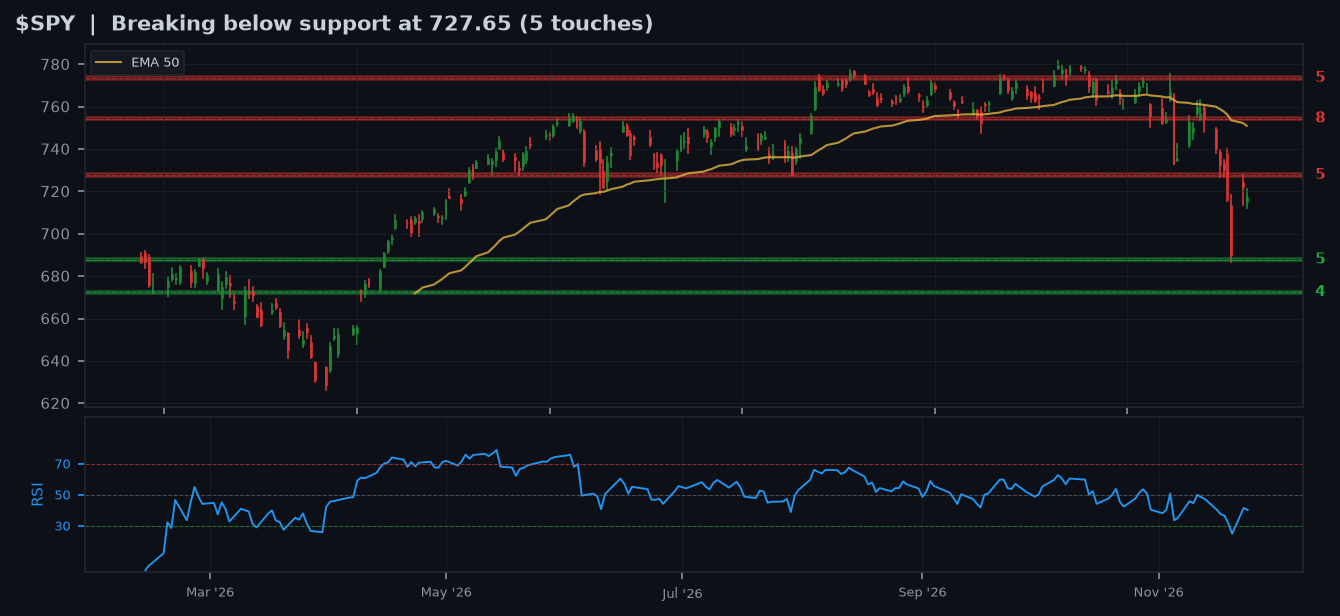 $SPY | Breaking below support at 727.65 (5 touches)
EMA 50
780
760
740
720
700
680
660
640
620
5
8
5
5
4
RSI
70
50
30
Mar '26
May '26
Jul '26
Sep '26
Nov '26